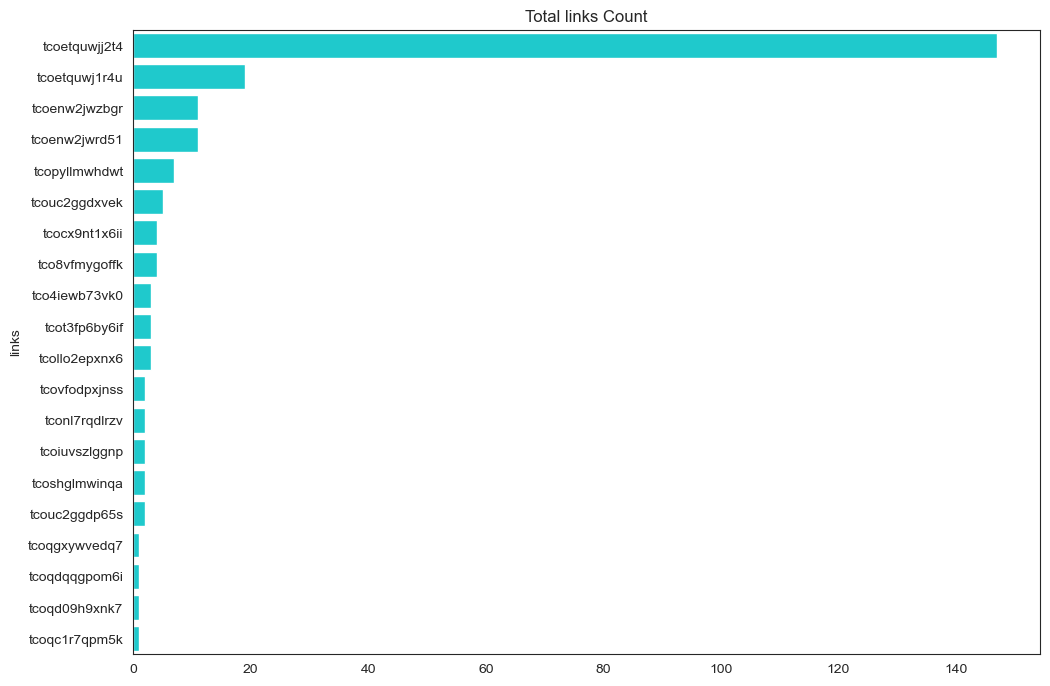 Total links Count
links
tcoetquwjj2t4
tcoetquwj1r4u
tcoenw2jwzbgr
tcoenw2jwrd51
tcopyllmwhdwt
tcouc2ggdxvek
tcocx9nt1x6ii
tco8vfmygoffk
tco4iewb73vk0
tcot3fp6by6if
tcollo2epxnx6
tcovfodpxjnss
tconl7rqdlrzv
tcoiuvszlggnp
tcoshglmwinqa
tcouc2ggdp65s
tcoqgxywvedq7
tcoqdqqgpom6i
tcoqd09h9xnk7
tcoqc1r7qpm5k
0 20 40 60 80 100 120 140